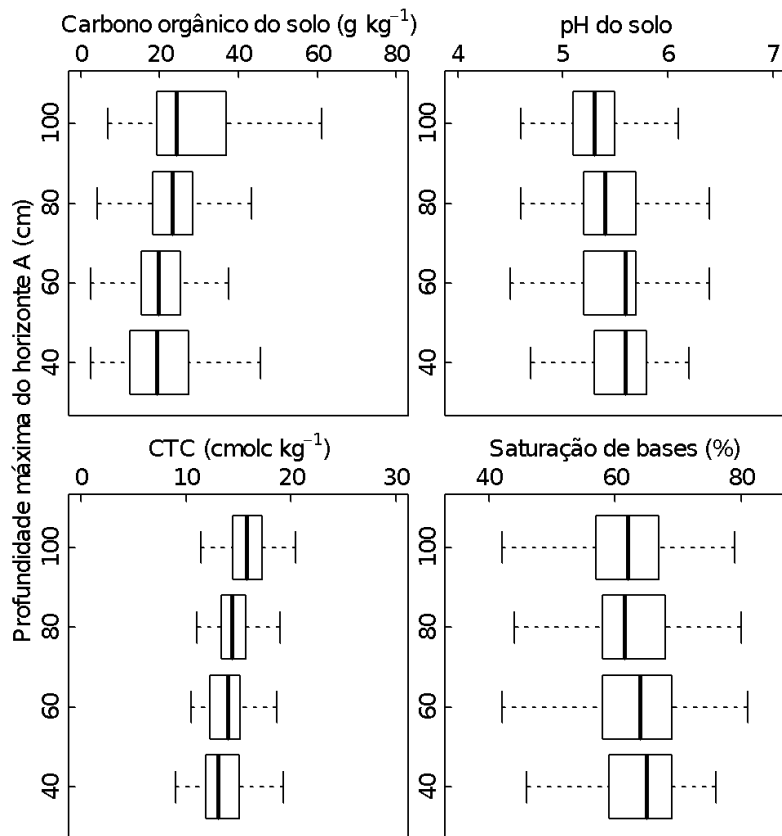 Carbono orgânico do solo (g kg⁻¹)
0 20 40 60 80
pH do solo
4 5 6 7
Profundidade máxima do horizonte A (cm)
100
80
60
40
100
80
60
40
CTC (cmolc kg⁻¹)
0 10 20 30
Saturação de bases (%)
40 60 80
100
80
60
40
100
80
60
40